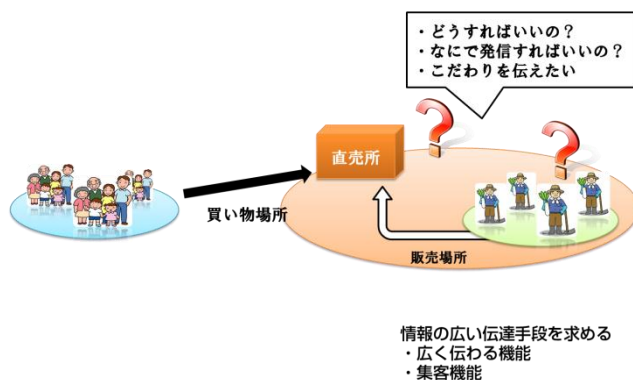 ・どうすればいいの？
・なにで発信すればいいの？
・こだわりを伝えたい
直売所
買い物場所
販売場所
情報の広い伝達手段を求める
・広く伝わる機能
・集客機能